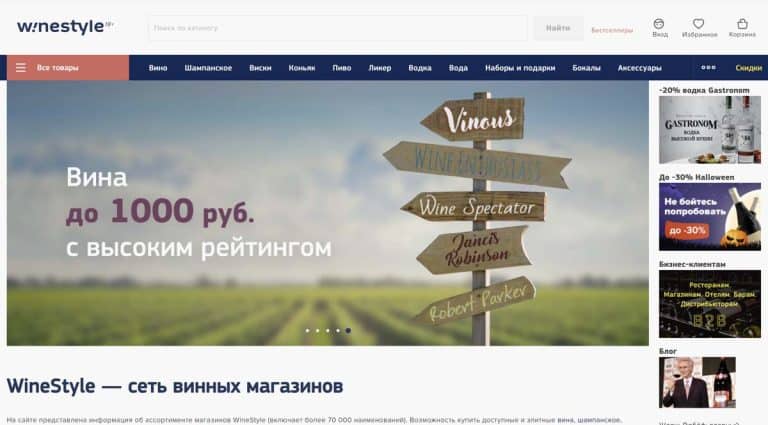 winestyle 18+
Поиск по каталогу
Найти
Бестселлеры
Вход
Избранное
Корзина
Все товары
Вино
Шампанское
Виски
Коньяк
Пиво
Ликер
Водка
Вода
Наборы и подарки
Бокалы
Аксессуары
Скидки
Вина
до 1000 руб.
с высоким рейтингом
Vinous
WINE ENTHUSIASS
Wine Spectator
Jancis
Robinson
Robert Parker
-20% водка Gastronom
GASTRONOM
ВОДКА
ВЫСОКОЙ КУХНИ
До -30% Halloween
Не бойтесь
попробовать
до -30%
Бизнес-клиентам
Ресторанам.
Магазинам. Отелям. Барам.
Дистрибьюторам.
B2B
Блог
WineStyle — сеть винных магазинов
На сайте представлена информация об ассортименте магазинов WineStyle (включает более 70 000 наименований). Возможность купить доступные и элитные вина, шампанское,